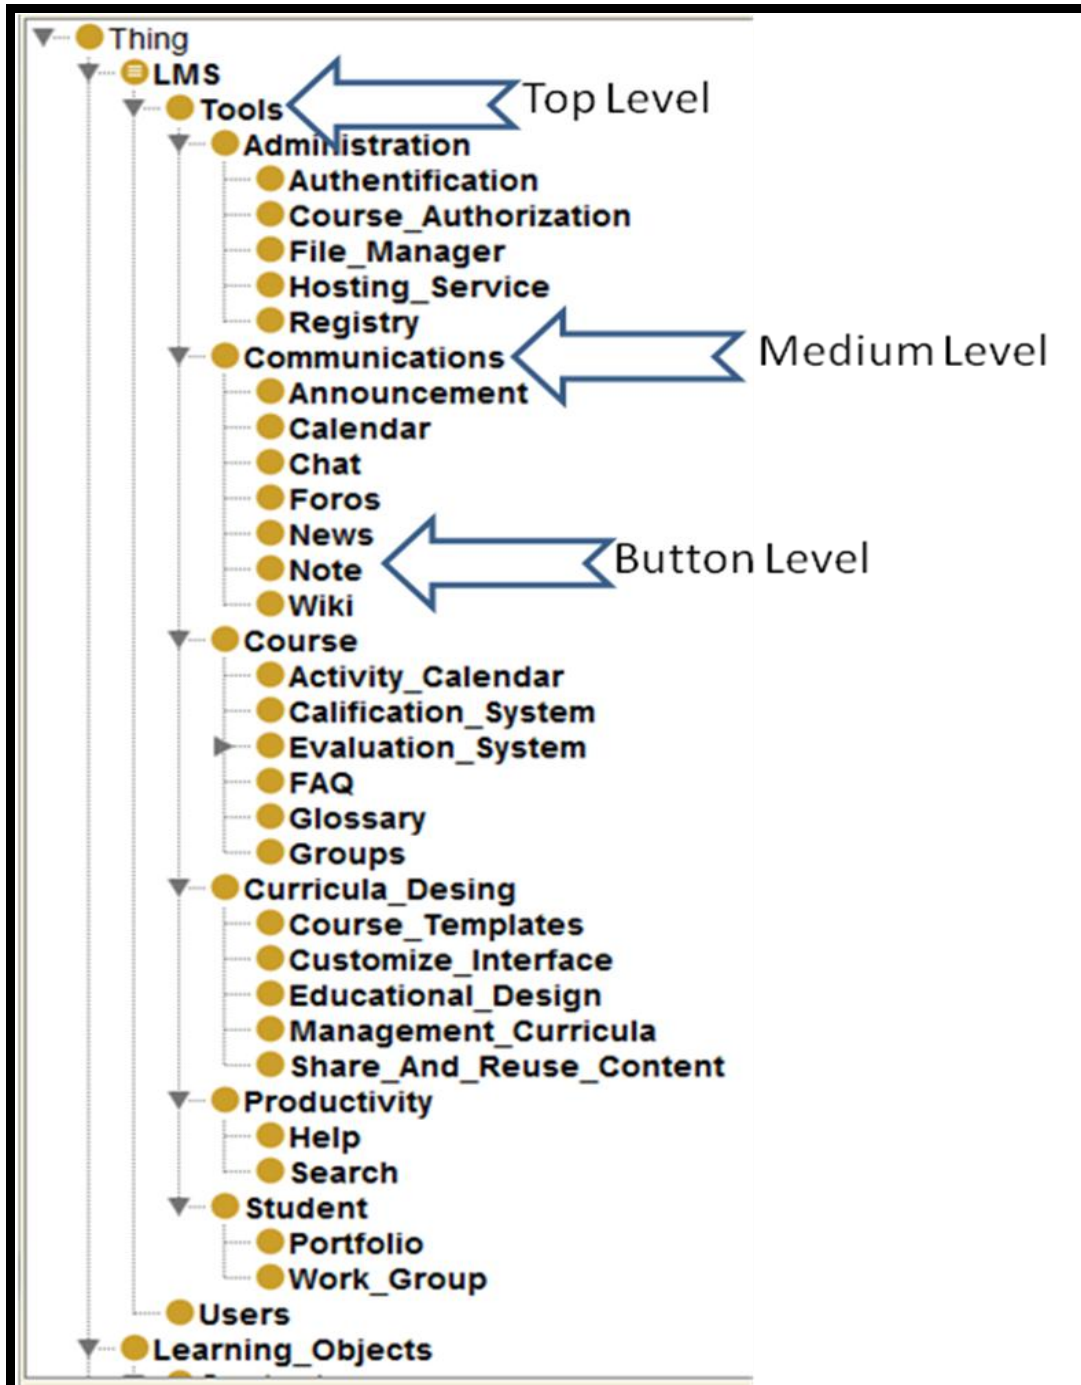 Thing
LMS
Tools
Top Level
Administration
Authentification
Course_Authorization
File_Manager
Hosting_Service
Registry
Communications
Medium Level
Announcement
Calendar
Chat
Foros
News
Note
Button Level
Wiki
Course
Activity_Calendar
Calification_System
Evaluation_System
FAQ
Glossary
Groups
Curricula_Desing
Course_Templates
Customize_Interface
Educational_Design
Management_Curricula
Share_And_Reuse_Content
Productivity
Help
Search
Student
Portfolio
Work_Group
Users
Learning_Objects